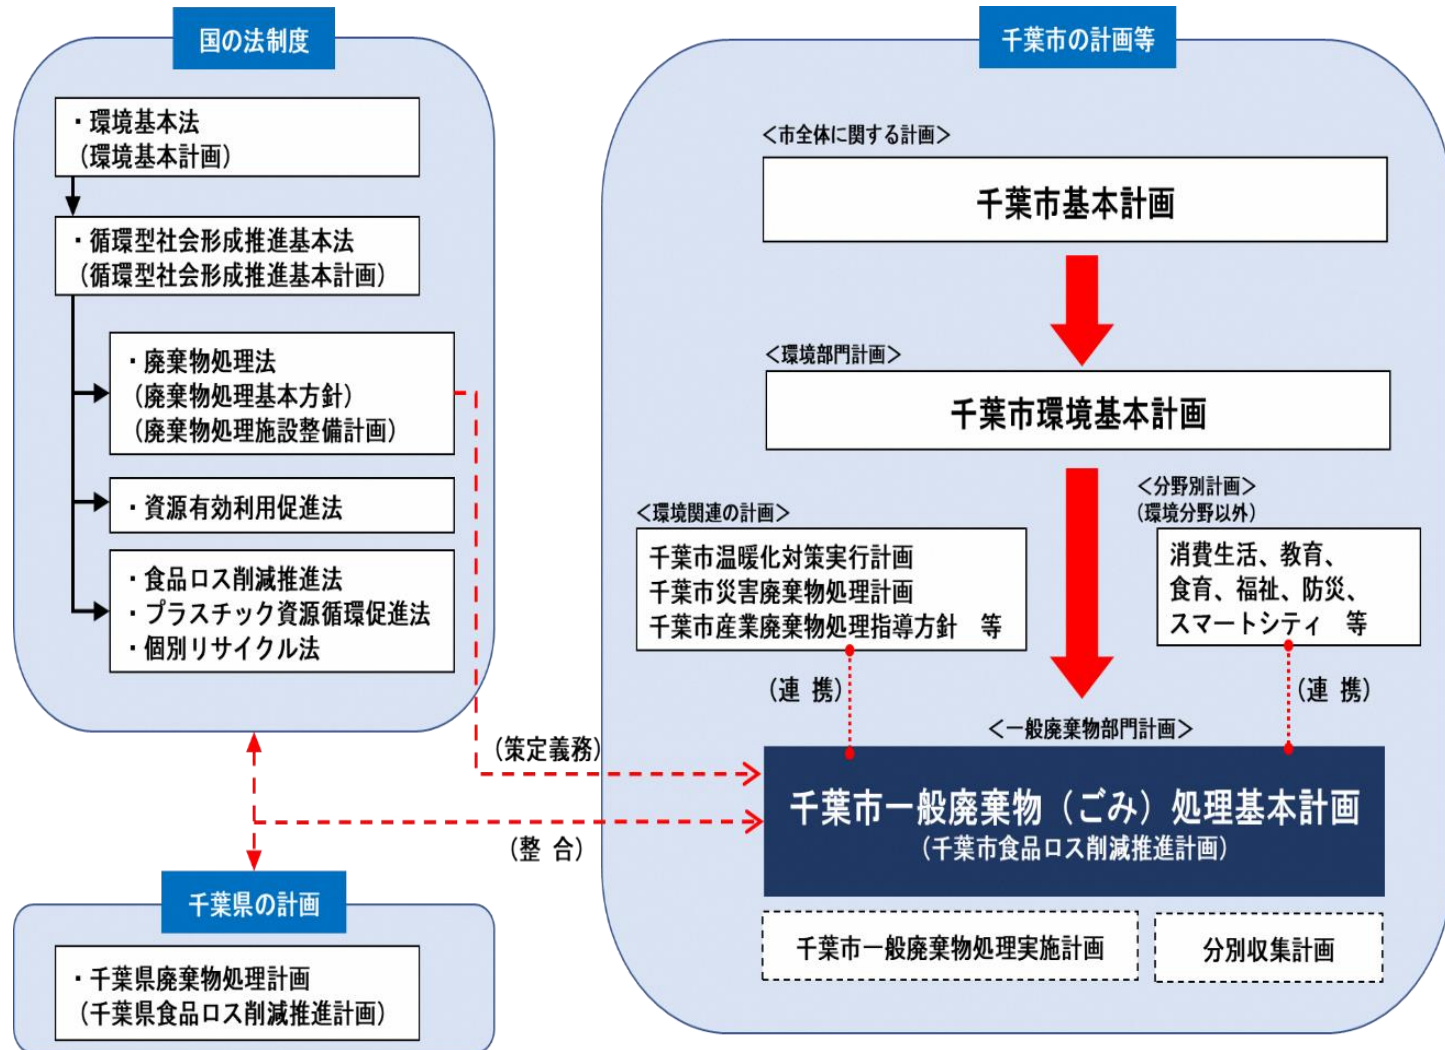 国の法制度
・環境基本法
（環境基本計画）
・循環型社会形成推進基本法
（循環型社会形成推進基本計画）
・廃棄物処理法
（廃棄物処理基本方針）
（廃棄物処理施設整備計画）
・資源有効利用促進法
・食品ロス削減推進法
・プラスチック資源循環促進法
・個別リサイクル法
（策定義務）
（整 合）
千葉県の計画
・千葉県廃棄物処理計画
（千葉県食品ロス削減推進計画）
千葉市の計画等
＜市全体に関する計画＞
千葉市基本計画
＜環境部門計画＞
千葉市環境基本計画
＜環境関連の計画＞
千葉市温暖化対策実行計画
千葉市災害廃棄物処理計画
千葉市産業廃棄物処理指導方針　等
＜分野別計画＞
（環境分野以外）
消費生活、教育、
食育、福祉、防災、
スマートシティ　等
（連 携）
（連 携）
＜一般廃棄物部門計画＞
千葉市一般廃棄物（ごみ）処理基本計画
（千葉市食品ロス削減推進計画）
千葉市一般廃棄物処理実施計画
分別収集計画